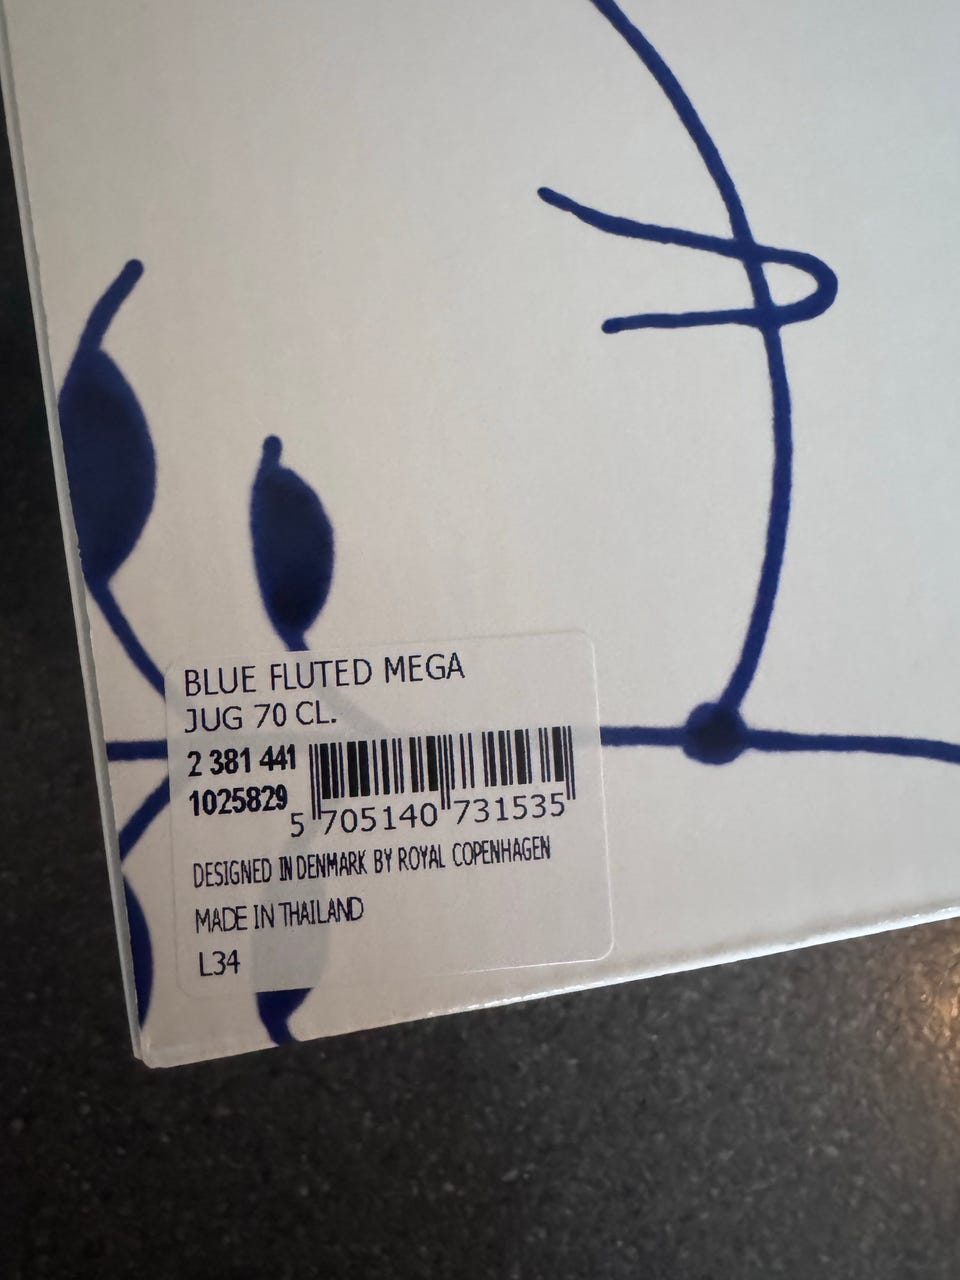 BLUE FLUTED MEGA
JUG 70 CL.
2 381 441
1025829
5 705140 731535
DESIGNED IN DENMARK BY ROYAL COPENHAGEN
MADE IN THAILAND
L34